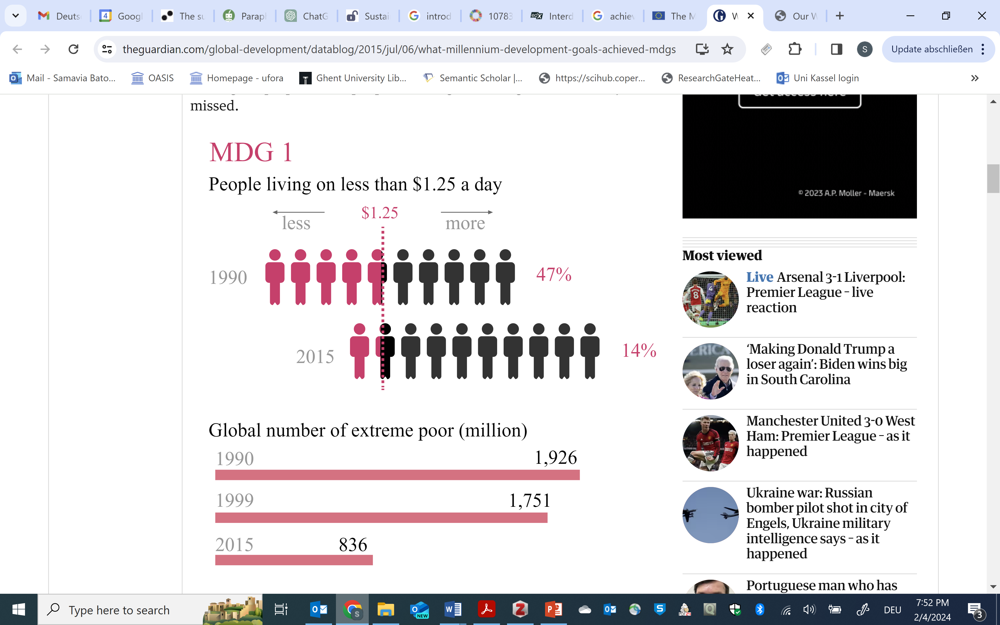 Deuts
Googl
The su
Parapl
ChatG
Sustai
introd
10783
edX Interd
achiev
The M
W
Our W
theguardian.com/global-development/datablog/2015/jul/06/what-millennium-development-goals-achieved-mdgs
S
Update abschließen
Mail - Samavia Bato...
OASIS
Homepage - ufora
Ghent University Lib...
Semantic Scholar |...
https://scihub.coper...
ResearchGateHeat...
Uni Kassel login
missed.
MDG 1
People living on less than $1.25 a day
less
$1.25
more
1990
47%
2015
14%
Global number of extreme poor (million)
1990
1,926
1999
1,751
2015
836
Get access here
© 2023 A.P. Moller - Maersk
Most viewed
Live Arsenal 3-1 Liverpool:
Premier League – live
reaction
‘Making Donald Trump a
loser again’: Biden wins big
in South Carolina
Manchester United 3-0 West
Ham: Premier League – as it
happened
Ukraine war: Russian
bomber pilot shot in city of
Engels, Ukraine military
intelligence says – as it
happened
Portuguese man who has
Type here to search
NEW
DEU
7:52 PM
2/4/2024
3